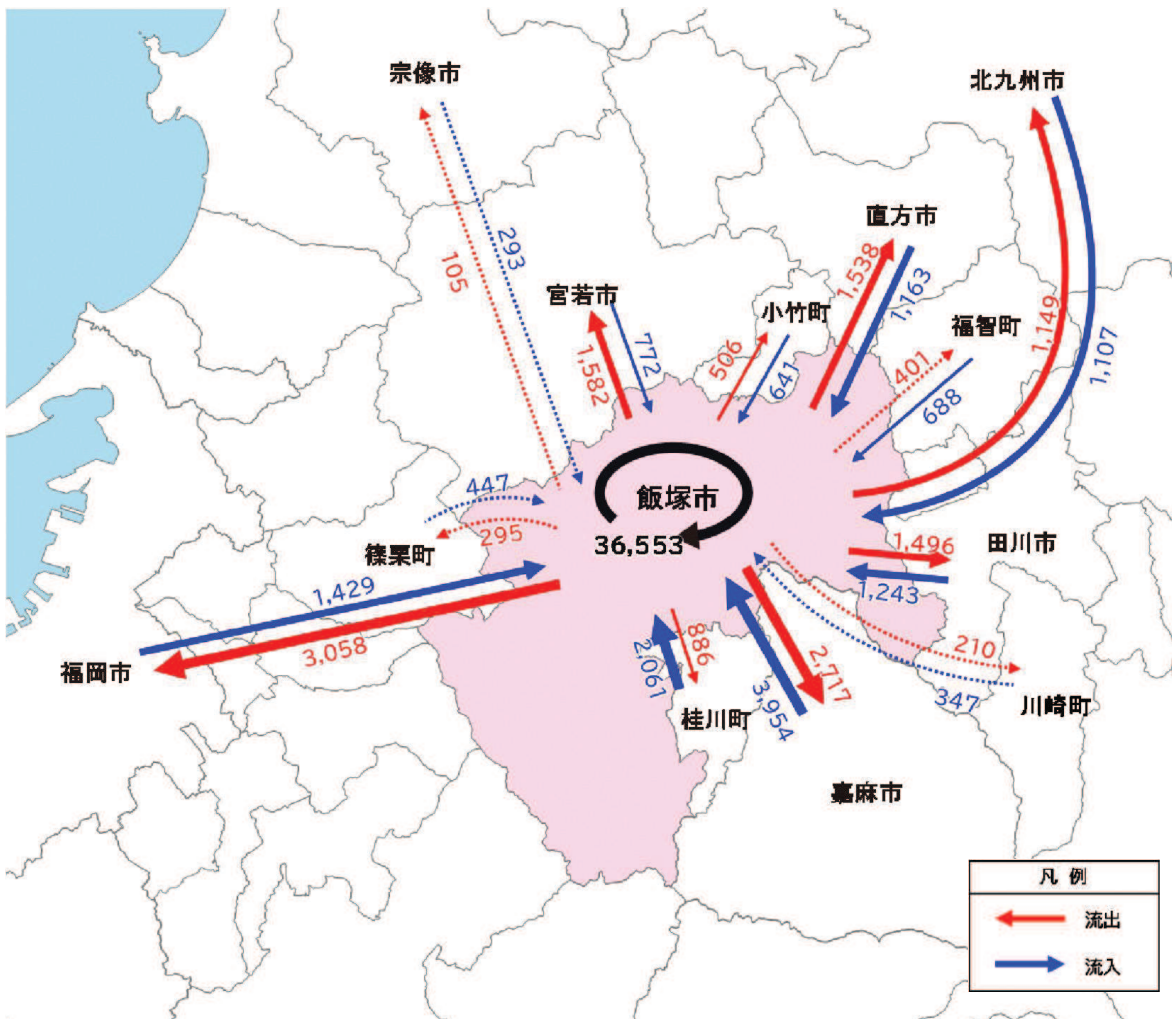 宗像市
北九州市
直方市
293
105
宮若市
小竹町
福智町
1,538
1,163
1,149
1,107
772
1,582
506
641
401
688
447
飯塚市
295
36,553
篠栗町
1,496
田川市
1,243
1,429
3,058
福岡市
886
2,061
2,717
3,954
210
347
桂川町
川崎町
嘉麻市
凡 例
流出
流入